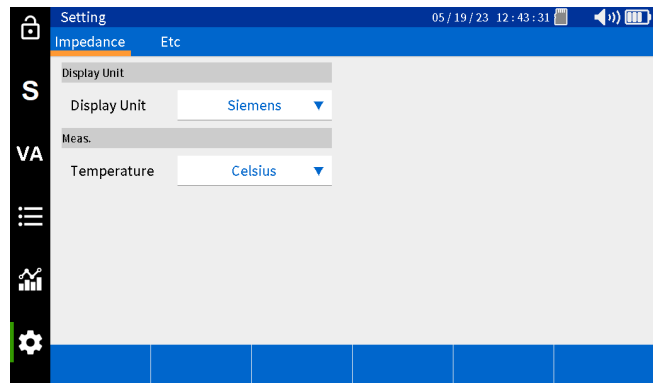 Setting 05/19/23 12:43:31
Impedance Etc
Display Unit
S
Display Unit Siemens
Meas.
VA
Temperature Celsius